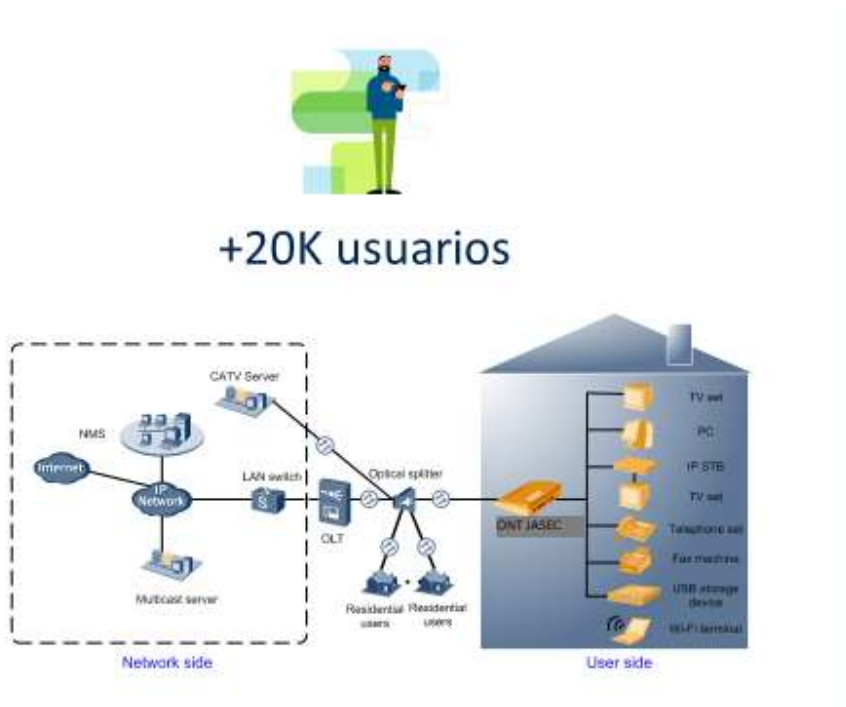 +20K usuarios
CATV Server
NMS
Internet
IP
Network
LAN switch
S
OLT
Optical splitter
Multicast server
Residential
users
Residential
users
Network side
ONT JASEC
TV set
PC
IP STB
TV set
Telephone set
Fax machine
USB storage
device
Wi-Fi terminal
User side